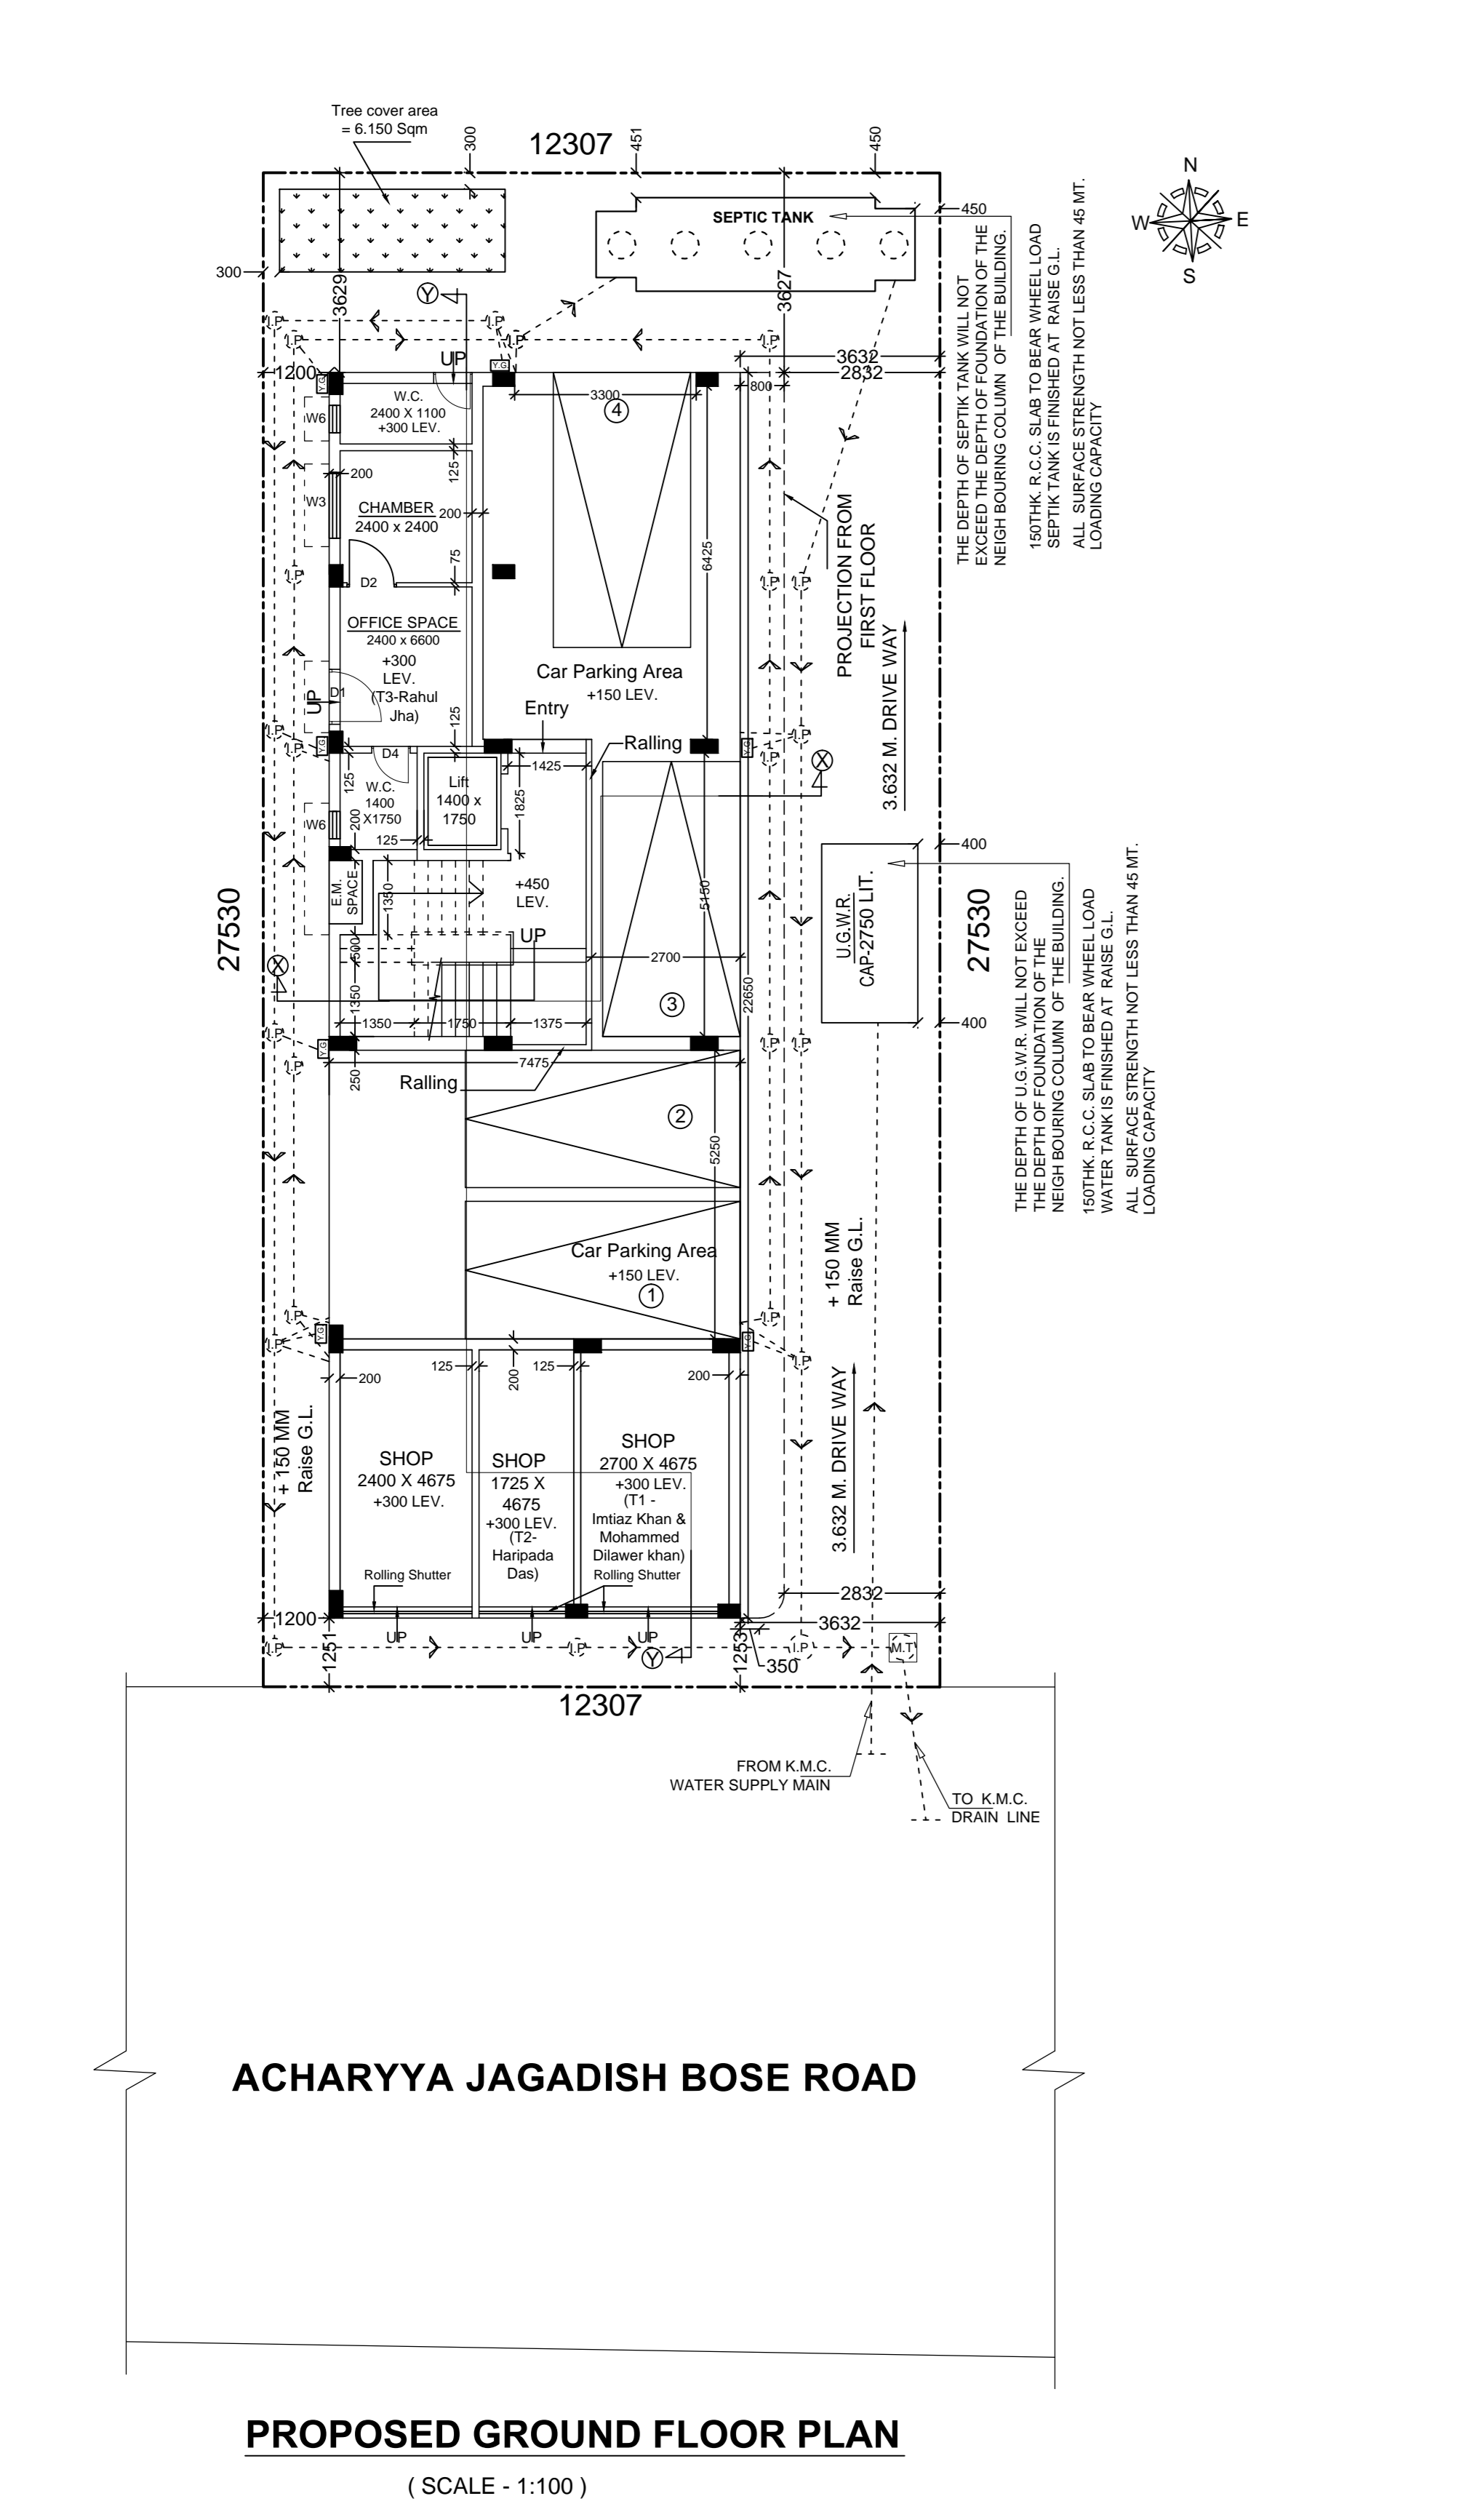 Tree cover area
= 6.150 Sqm
300
12307
451
450
N
W
E
S
SEPTIC TANK
450
THE DEPTH OF SEPTIK TANK WILL NOT
EXCEED THE DEPTH OF FOUNDATION OF THE
NEIGH BOURING COLUMN  OF THE BUILDING.
150THK. R.C.C. SLAB TO BEAR WHEEL LOAD
SEPTIK TANK IS FINISHED AT  RAISE G.L.
ALL  SURFACE STRENGTH NOT LESS THAN 45 MT.
LOADING CAPACITY
300
3629
Y
3627
I.P
I.P
I.P
I.P
I.P
UP
Y.G
3632
1200
Y.G
2832
800
W.C.
2400 X 1100
+300 LEV.
3300
4
W6
125
200
W3
CHAMBER
2400 x 2400
200
PROJECTION FROM
FIRST FLOOR
6425
75
I.P
D2
I.P
I.P
OFFICE SPACE
2400 x 6600
+300
LEV.
(T3-Rahul
Jha)
D1
UP
Car Parking Area
+150 LEV.
3.632 M. DRIVE WAY
Entry
125
I.P
I.P
Y.G
Ralling
Y.G
I.P
I.P
D4
1425
X
125
W.C.
1400
X1750
Lift
1400 x
1750
1825
200
W6
125
400
E.M.
SPACE
1350
+450
LEV.
5150
U.G.W.R.
CAP-2750 LIT.
27530
27530
THE DEPTH OF U.G.W.R. WILL NOT EXCEED
THE DEPTH OF FOUNDATION OF THE
NEIGH BOURING COLUMN  OF THE BUILDING.
150THK. R.C.C. SLAB TO BEAR WHEEL LOAD
WATER TANK IS FINISHED AT  RAISE G.L.
ALL  SURFACE STRENGTH NOT LESS THAN 45 MT.
LOADING CAPACITY
UP
500
2700
X
1350
3
22650
1350
1750
1375
400
I.P
Y.G
I.P
I.P
7475
I.P
250
Ralling
2
5250
+ 150 MM
Raise G.L.
Car Parking Area
+150 LEV.
1
I.P
I.P
Y.G
Y.G
I.P
I.P
125
125
200
200
200
3.632 M. DRIVE WAY
+ 150 MM
Raise G.L.
SHOP
2400 X 4675
+300 LEV.
SHOP
1725 X
4675
+300 LEV.
(T2-
Haripada
Das)
SHOP
2700 X 4675
+300 LEV.
(T1 -
Imtiaz Khan &
Mohammed
Dilawer khan)
Rolling Shutter
Rolling Shutter
2832
1200
3632
UP
UP
UP
I.P
I.P
I.P
M.T
1251
Y
1253
350
12307
FROM K.M.C.
WATER SUPPLY MAIN
TO  K.M.C.
DRAIN  LINE
ACHARYYA JAGADISH BOSE ROAD
PROPOSED GROUND FLOOR PLAN
( SCALE - 1:100 )